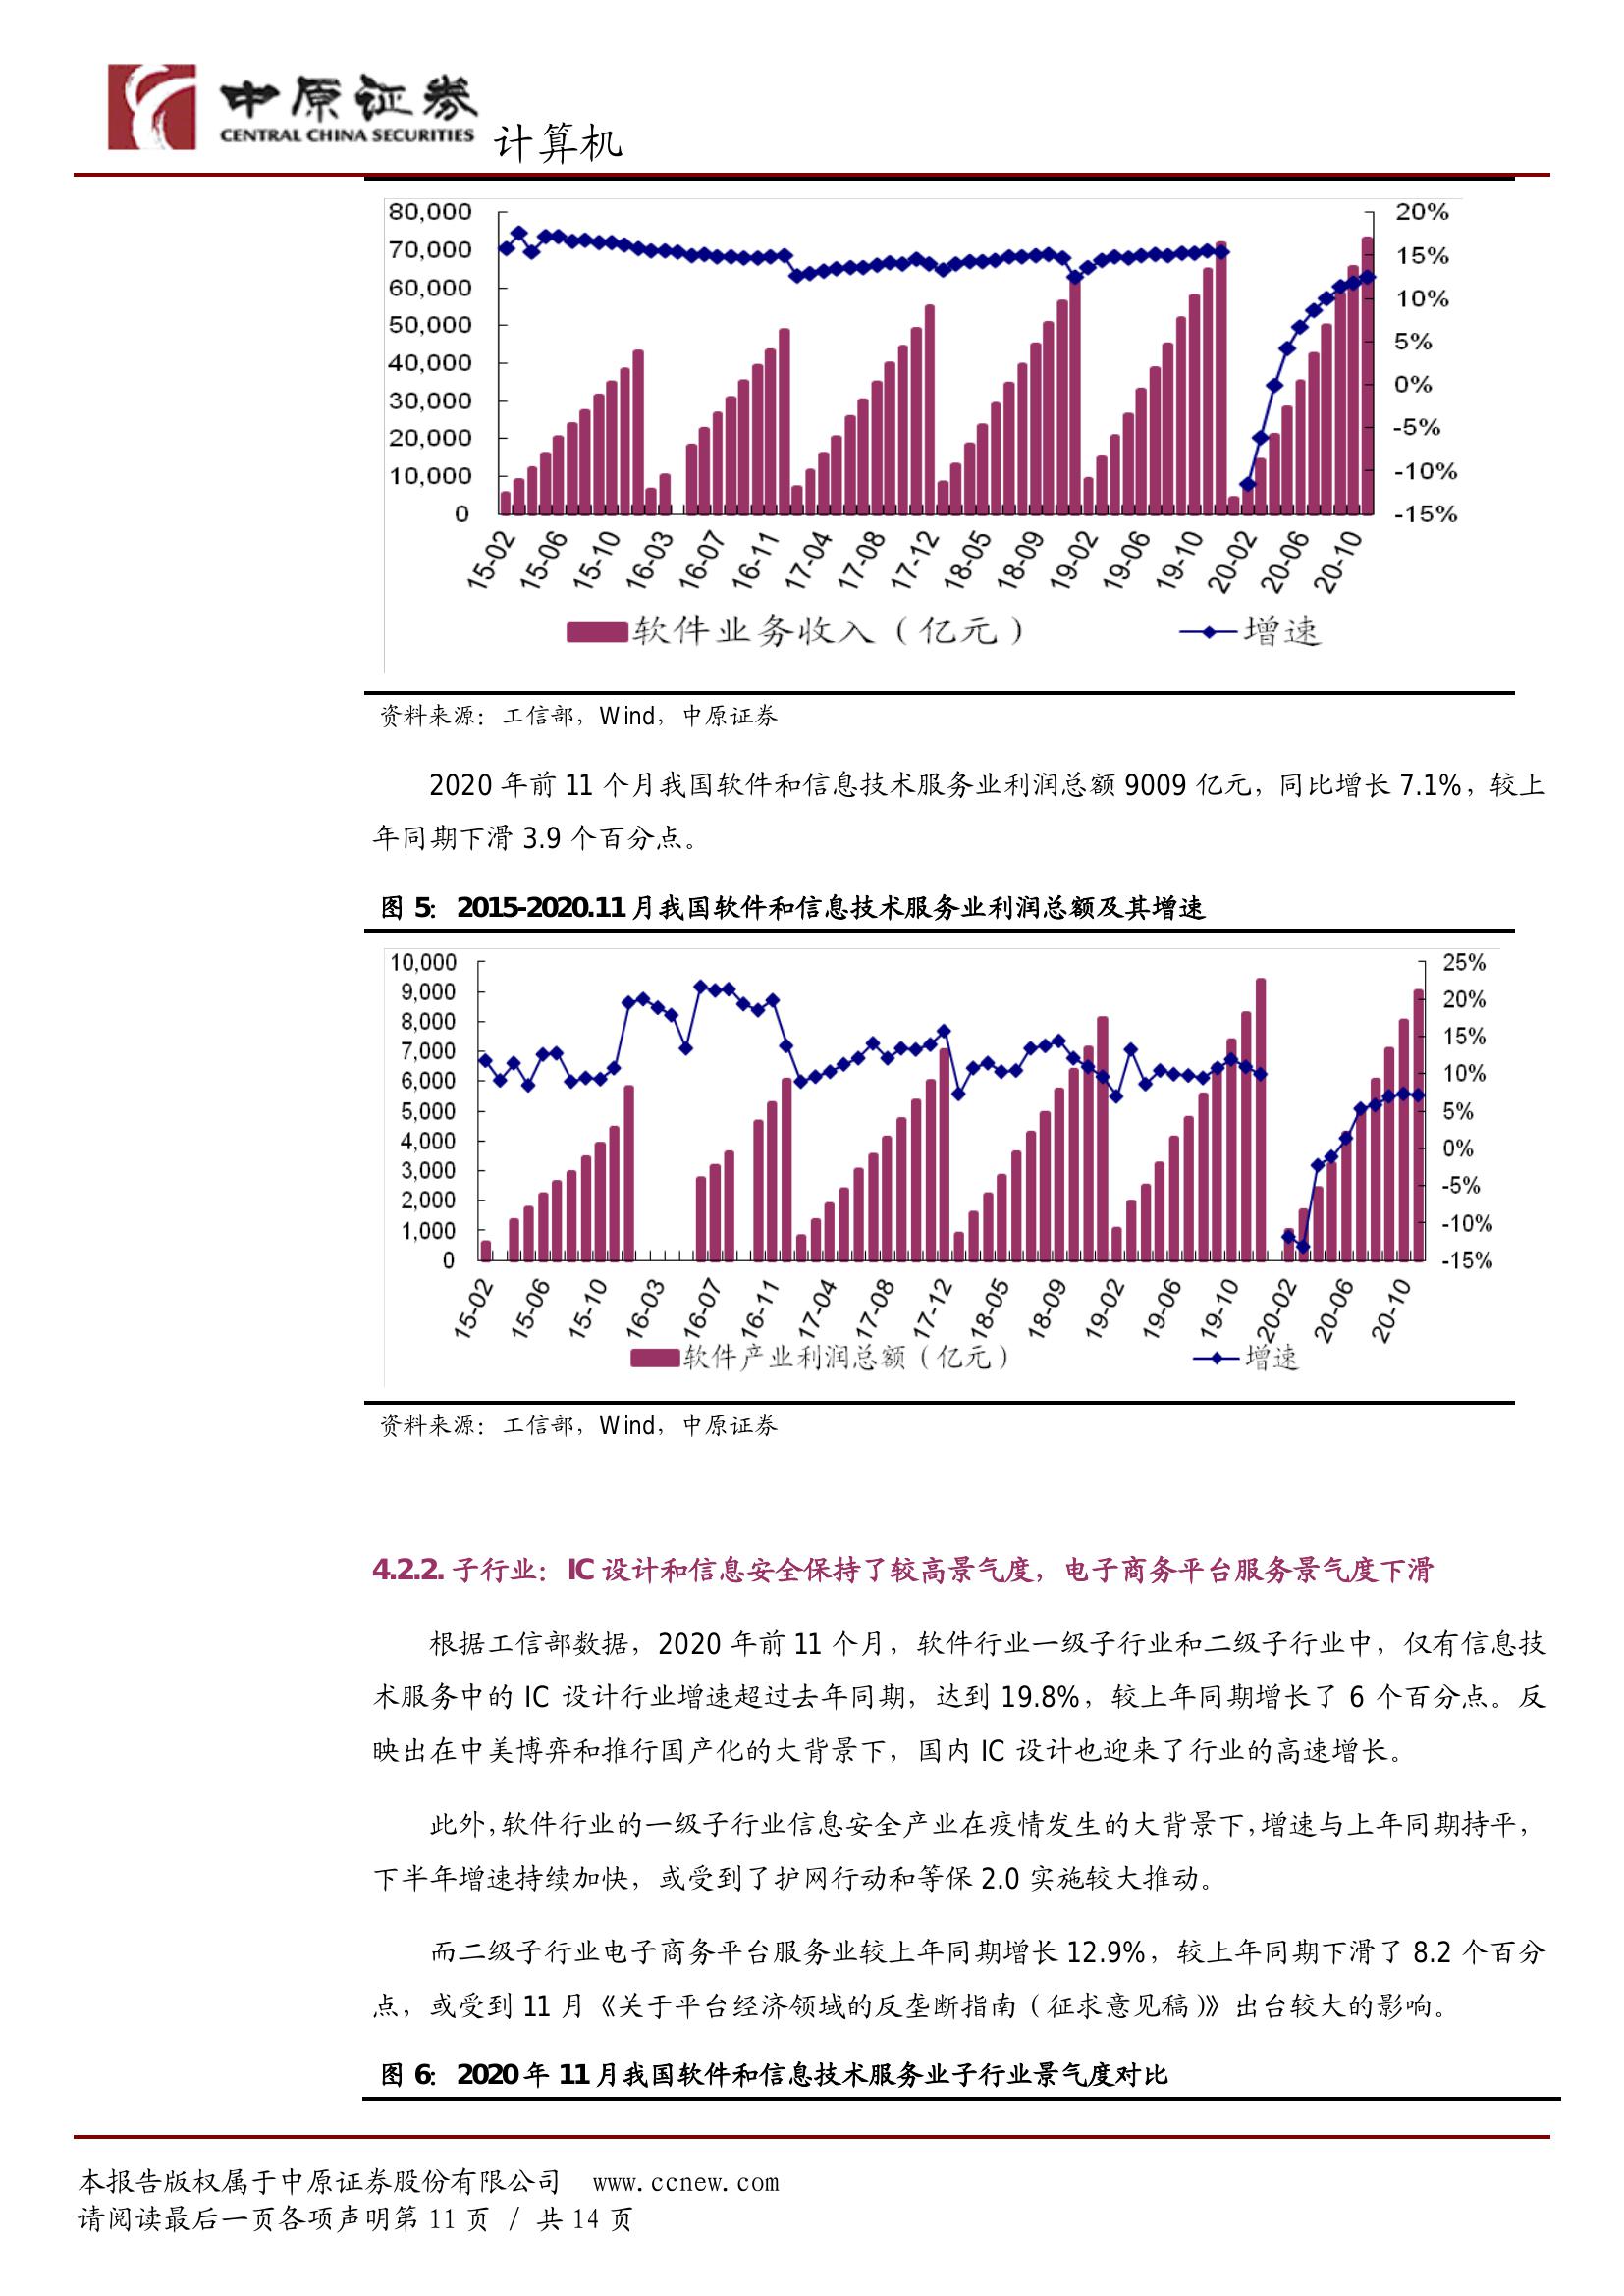 中原证券
CENTRAL CHINA SECURITIES
计算机
80,000
70,000
60,000
50,000
40,000
30,000
20,000
10,000
0
20%
15%
10%
5%
0%
-5%
-10%
-15%
15-02 15-06 15-10 16-03 16-07 16-11 17-04 17-08 17-12 18-05 18-09 19-02 19-06 19-10 20-02 20-06 20-10
软件业务收入（亿元） 增速
资料来源：工信部，Wind，中原证券
2020 年前 11 个月我国软件和信息技术服务业利润总额 9009 亿元，同比增长 7.1%，较上
年同期下滑 3.9 个百分点。
图 5： 2015-2020.11 月我国软件和信息技术服务业利润总额及其增速
10,000
9,000
8,000
7,000
6,000
5,000
4,000
3,000
2,000
1,000
0
25%
20%
15%
10%
5%
0%
-5%
-10%
-15%
15-02 15-06 15-10 16-03 16-07 16-11 17-04 17-08 17-12 18-05 18-09 19-02 19-06 19-10 20-02 20-06 20-10
软件产业利润总额（亿元） 增速
资料来源：工信部，Wind，中原证券
4.2.2. 子行业：IC 设计和信息安全保持了较高景气度，电子商务平台服务景气度下滑
根据工信部数据，2020 年前 11 个月，软件行业一级子行业和二级子行业中，仅有信息技
术服务中的 IC 设计行业增速超过去年同期，达到 19.8%，较上年同期增长了 6 个百分点。反
映出在中美博弈和推行国产化的大背景下，国内 IC 设计也迎来了行业的高速增长。
此外，软件行业的一级子行业信息安全产业在疫情发生的大背景下，增速与上年同期持平，
下半年增速持续加快，或受到了护网行动和等保 2.0 实施较大推动。
而二级子行业电子商务平台服务业较上年同期增长 12.9%，较上年同期下滑了 8.2 个百分
点，或受到 11 月《关于平台经济领域的反垄断指南（征求意见稿）》出台较大的影响。
图 6： 2020 年 11 月我国软件和信息技术服务业子行业景气度对比
本报告版权属于中原证券股份有限公司 www.ccnew.com
请阅读最后一页各项声明第 11 页 / 共 14 页